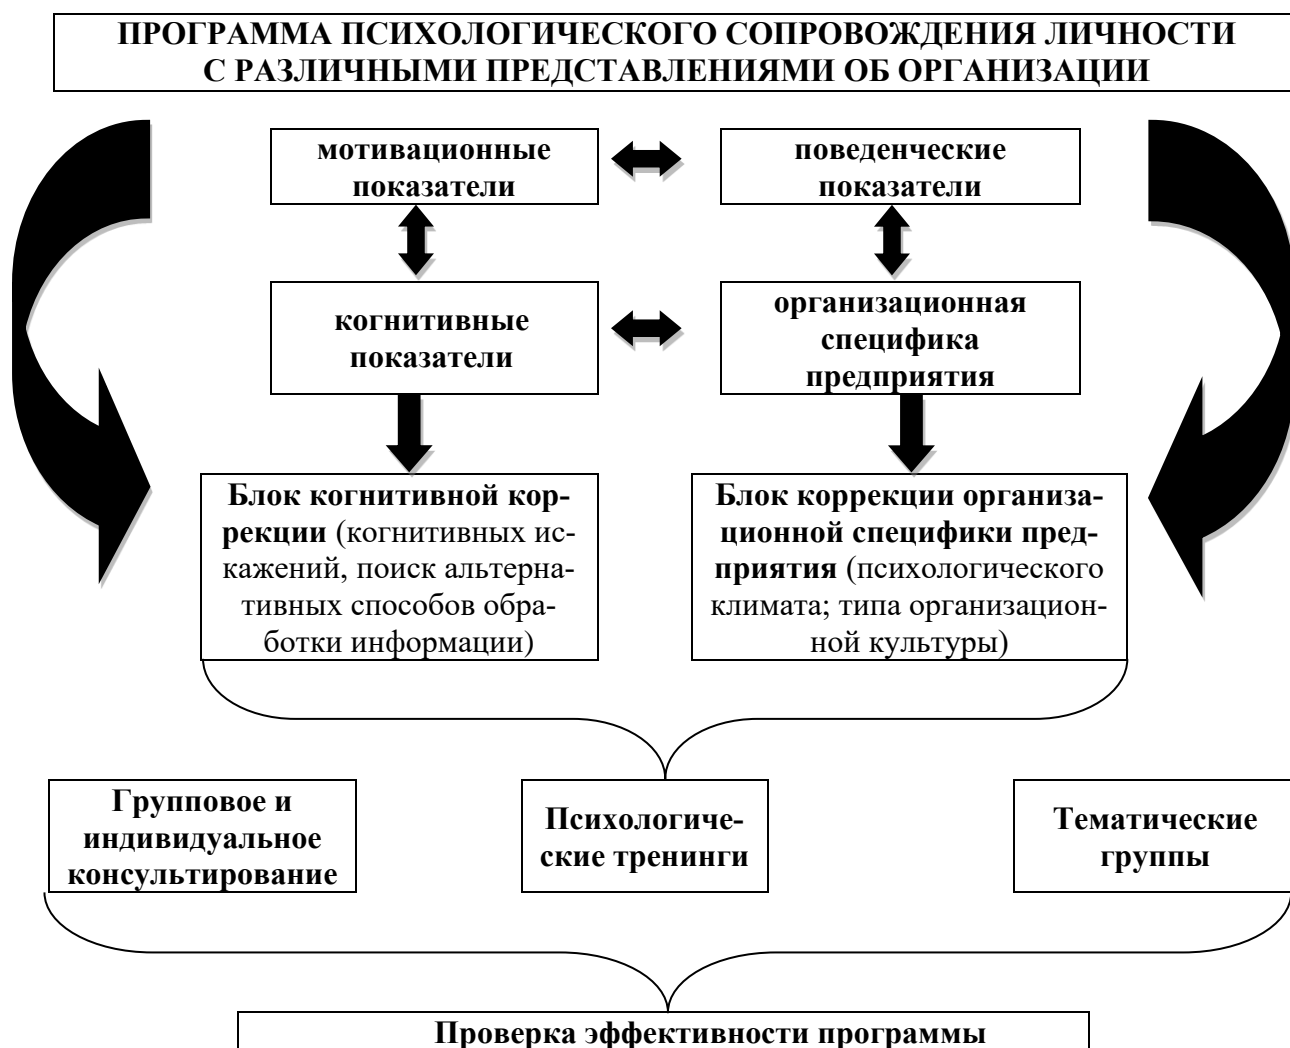 ПРОГРАММА ПСИХОЛОГИЧЕСКОГО СОПРОВОЖДЕНИЯ ЛИЧНОСТИ
С РАЗЛИЧНЫМИ ПРЕДСТАВЛЕНИЯМИ ОБ ОРГАНИЗАЦИИ
мотивационные
показатели
поведенческие
показатели
когнитивные
показатели
организационная
специфика
предприятия
Блок когнитивной кор-
рекции (когнитивных ис-
кажений, поиск альтерна-
тивных способов обра-
ботки информации)
Блок коррекции организа-
ционной специфики пред-
приятия (психологического
климата; типа организацион-
ной культуры)
Групповое и
индивидуальное
консультирование
Психологиче-
ские тренинги
Тематические
группы
Проверка эффективности программы